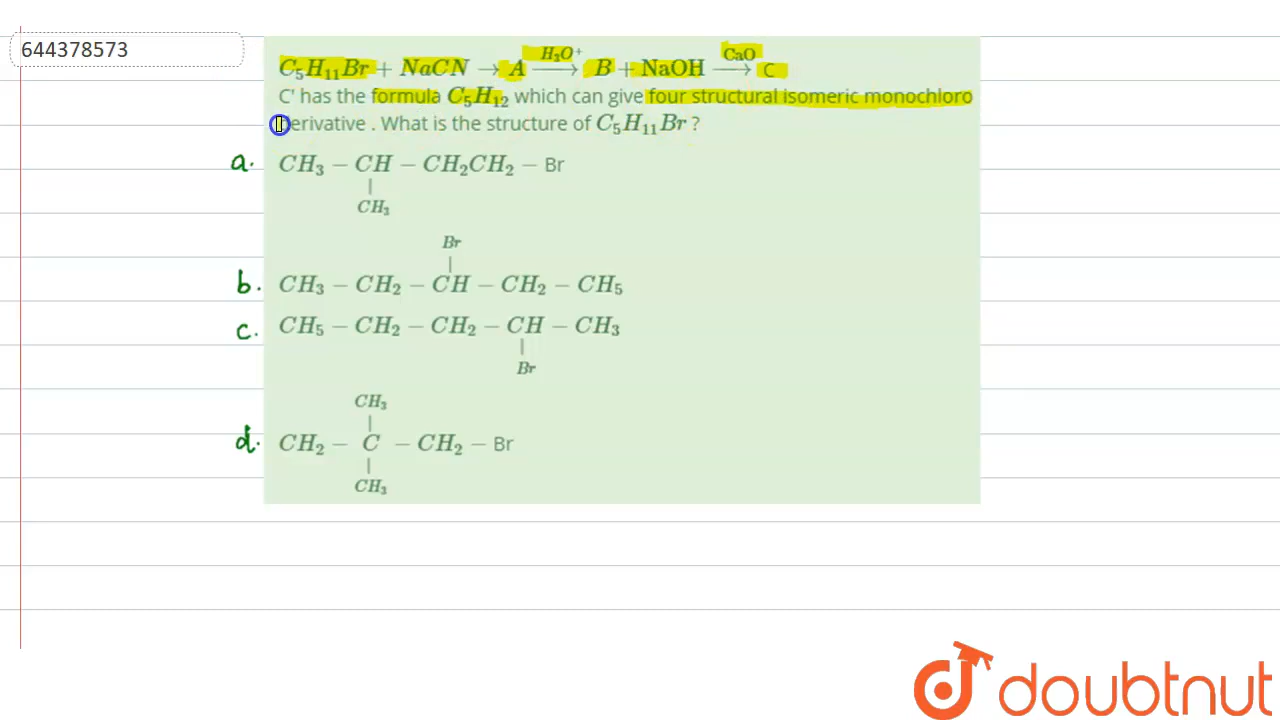 644378573
C₅H₁₁Br + NaCN → A —H₃O⁺→ B + NaOH —CaO→ C
C' has the formula C₅H₁₂ which can give four structural isomeric monochloro
derivative . What is the structure of C₅H₁₁Br ?
a. CH₃ − CH − CH₂CH₂ − Br
|
CH₃
Br
|
b. CH₃ − CH₂ − CH − CH₂ − CH₅
c. CH₅ − CH₂ − CH₂ − CH − CH₃
|
Br
CH₃
|
d. CH₂ − C − CH₂ − Br
|
CH₃
doubtnut